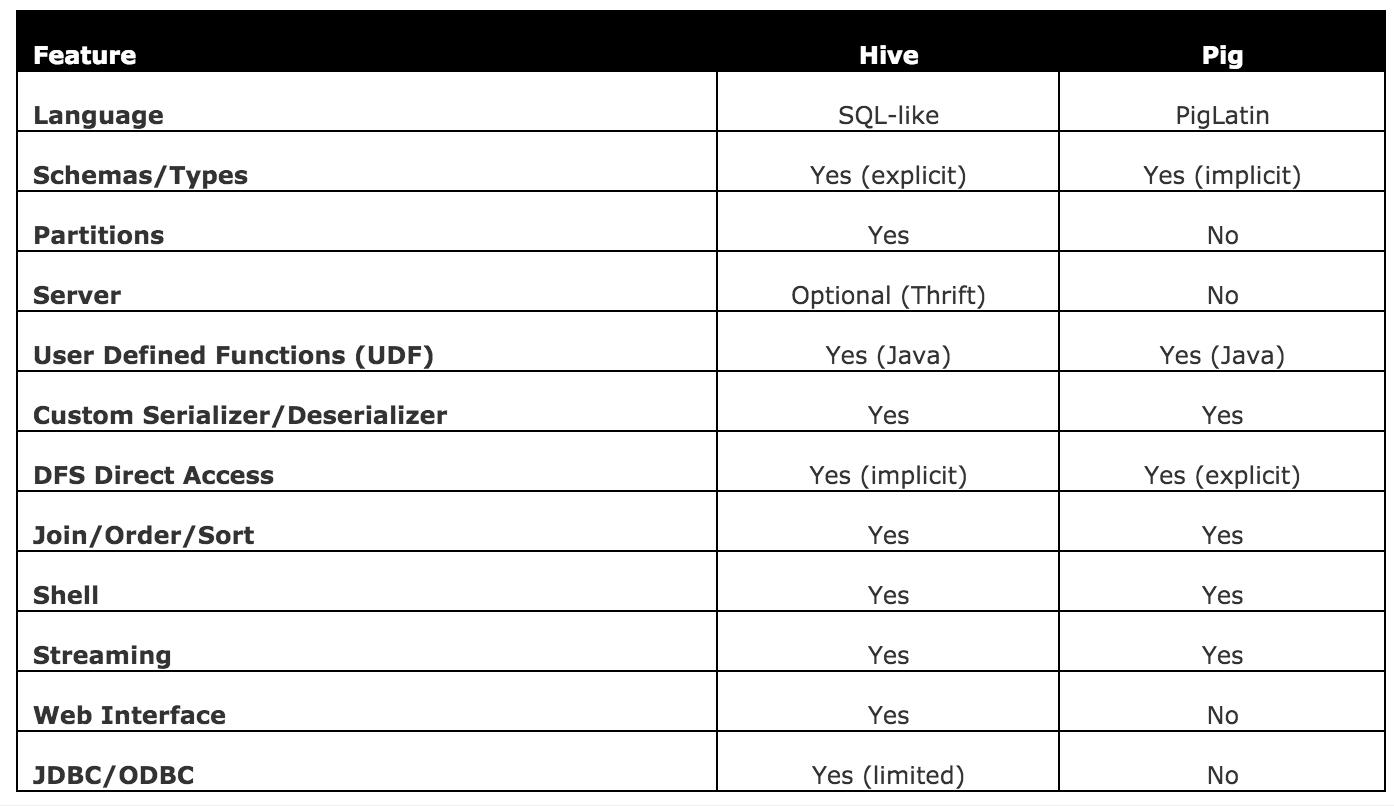 Feature Hive Pig
Language SQL-like PigLatin
Schemas/Types Yes (explicit) Yes (implicit)
Partitions Yes No
Server Optional (Thrift) No
User Defined Functions (UDF) Yes (Java) Yes (Java)
Custom Serializer/Deserializer Yes Yes
DFS Direct Access Yes (implicit) Yes (explicit)
Join/Order/Sort Yes Yes
Shell Yes Yes
Streaming Yes Yes
Web Interface Yes No
JDBC/ODBC Yes (limited) No